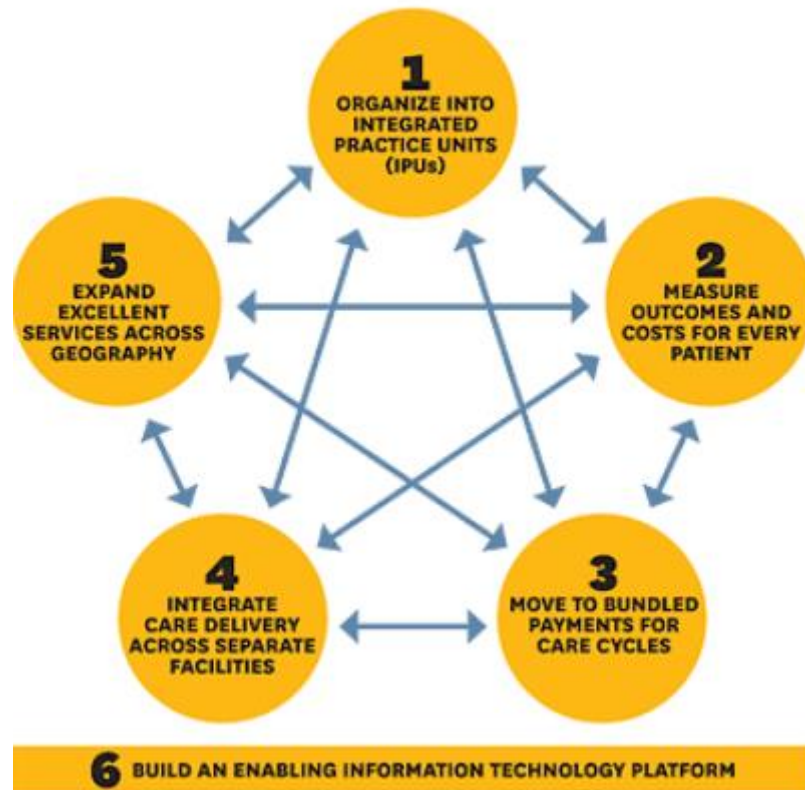 1
ORGANIZE INTO
INTEGRATED
PRACTICE UNITS
(IPUs)
2
MEASURE
OUTCOMES AND
COSTS FOR EVERY
PATIENT
3
MOVE TO BUNDLED
PAYMENTS FOR
CARE CYCLES
4
INTEGRATE
CARE DELIVERY
ACROSS SEPARATE
FACILITIES
5
EXPAND
EXCELLENT
SERVICES ACROSS
GEOGRAPHY
6 BUILD AN ENABLING INFORMATION TECHNOLOGY PLATFORM